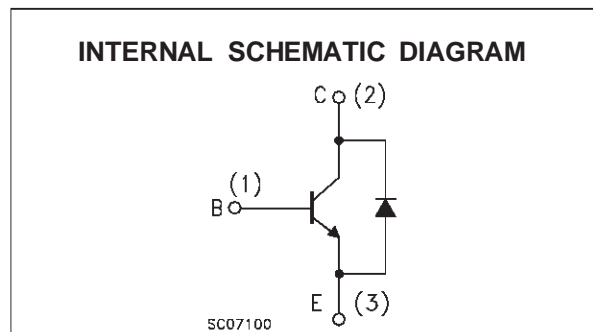 INTERNAL SCHEMATIC DIAGRAM
C (2)
(1)
B
E (3)
SC07100